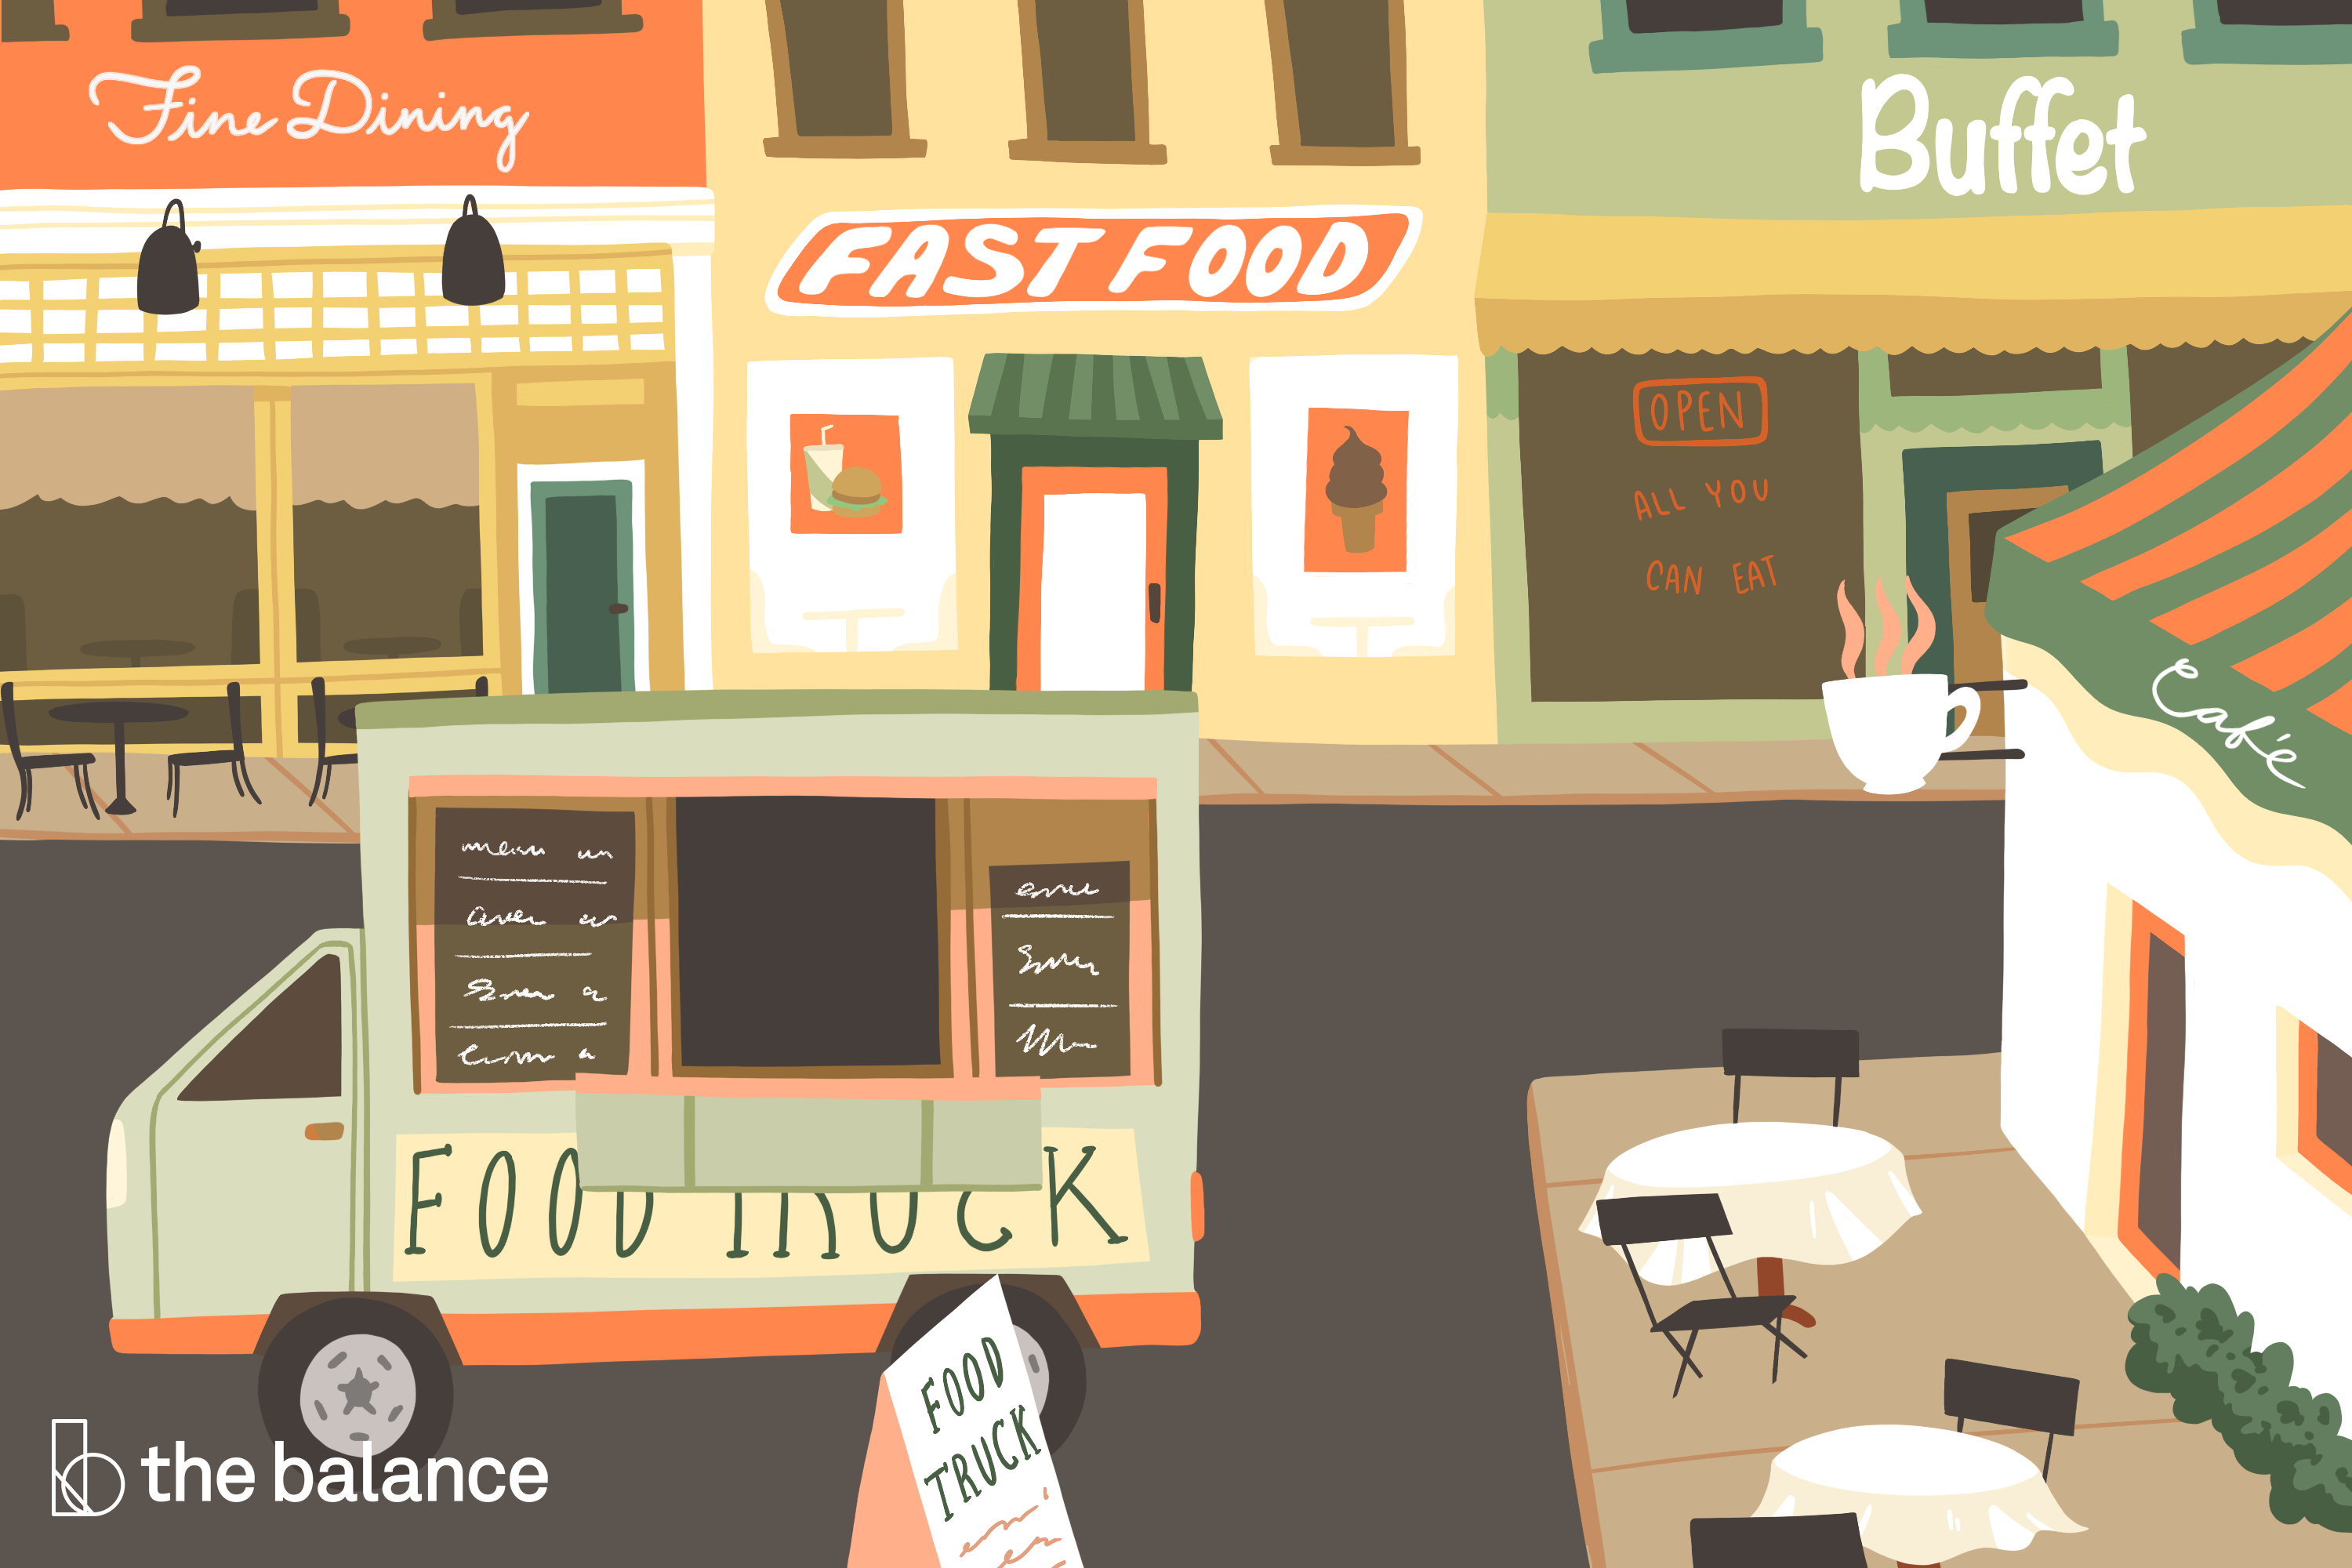 Fine Dining
FAST FOOD
Buffet
OPEN
ALL YOU
CAN EAT
Café
FOOD TRUCK
FOOD
TRUCK
the balance